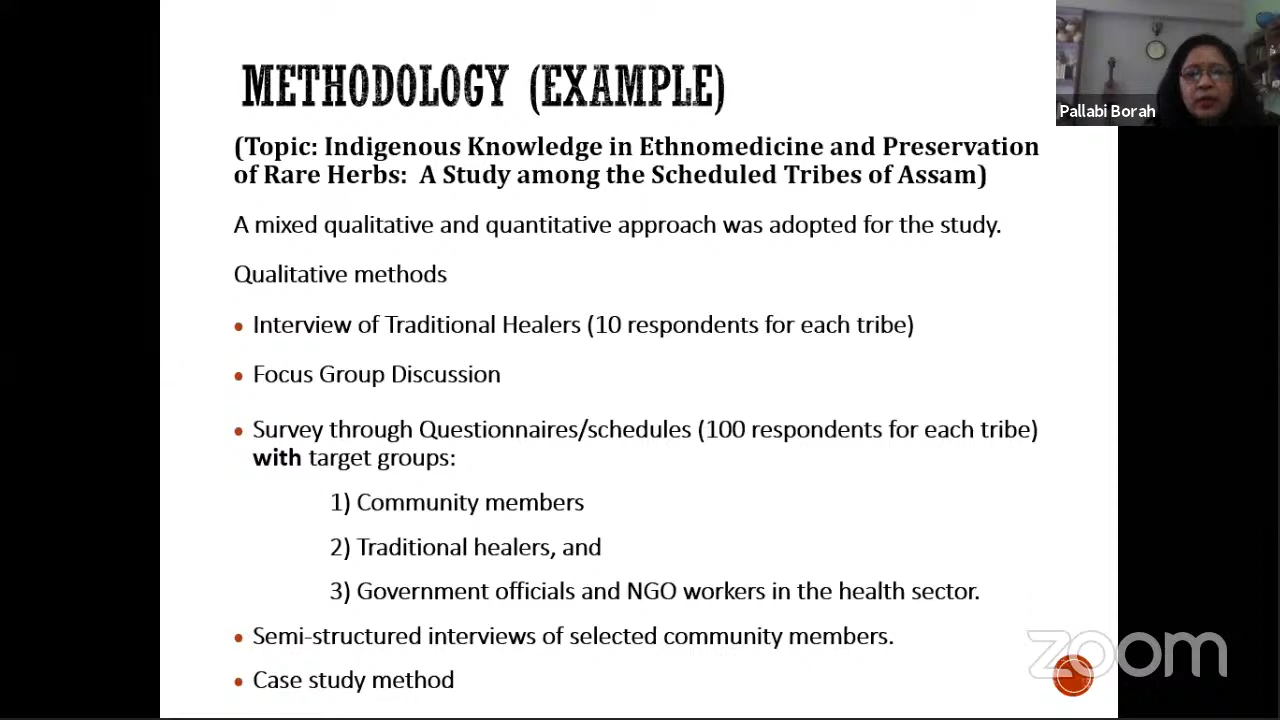 METHODOLOGY (EXAMPLE)
Pallabi Borah
(Topic: Indigenous Knowledge in Ethnomedicine and Preservation
of Rare Herbs: A Study among the Scheduled Tribes of Assam)
A mixed qualitative and quantitative approach was adopted for the study.
Qualitative methods
• Interview of Traditional Healers (10 respondents for each tribe)
• Focus Group Discussion
• Survey through Questionnaires/schedules (100 respondents for each tribe)
with target groups:
1) Community members
2) Traditional healers, and
3) Government officials and NGO workers in the health sector.
• Semi-structured interviews of selected community members.
• Case study method
zoom